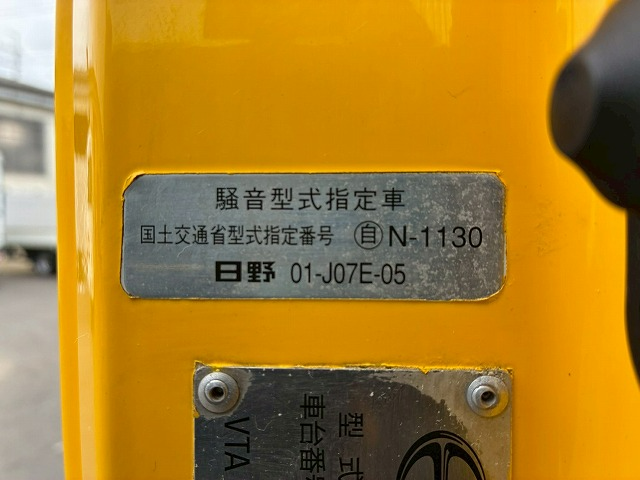 騒音型式指定車
国土交通省型式指定番号 自 N-1130
日野 01-J07E-05
型式
車台番
VTA